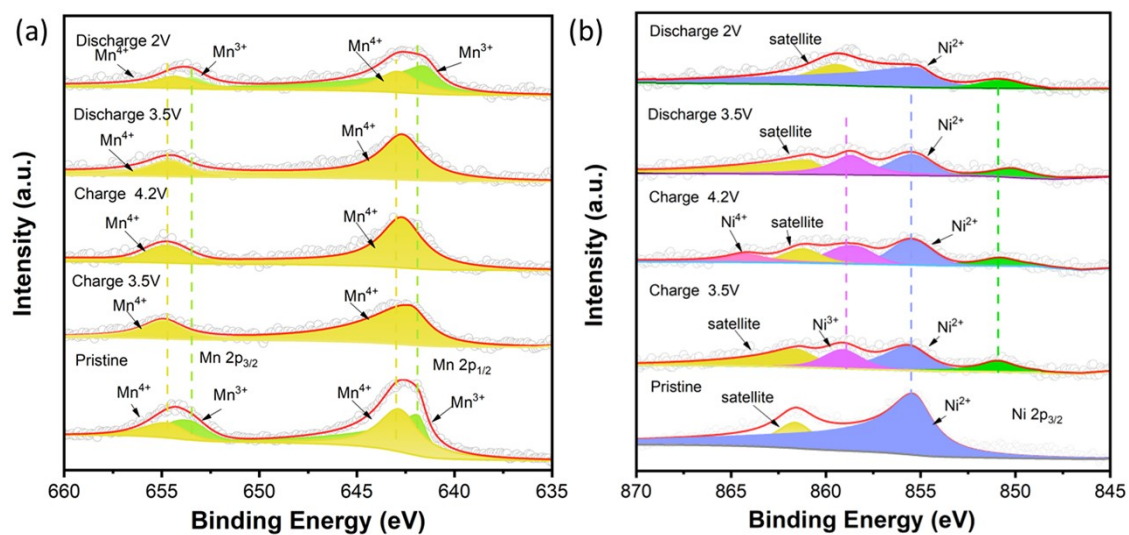 (a)
Discharge 2V
Mn4+
Mn3+
Mn4+
Mn3+
Discharge 3.5V
Mn4+
Mn4+
Charge 4.2V
Mn4+
Mn4+
Charge 3.5V
Mn4+
Mn4+
Pristine
Mn 2p3/2
Mn 2p1/2
Mn4+
Mn3+
Mn4+
Mn3+
Intensity (a.u.)
660 655 650 645 640 635
Binding Energy (eV)
(b)
Discharge 2V
satellite
Ni2+
Discharge 3.5V
satellite
Ni2+
Charge 4.2V
Ni4+
satellite
Ni2+
Charge 3.5V
satellite
Ni3+
Ni2+
Pristine
satellite
Ni2+
Ni 2p3/2
Intensity (a.u.)
870 865 860 855 850 845
Binding Energy (eV)